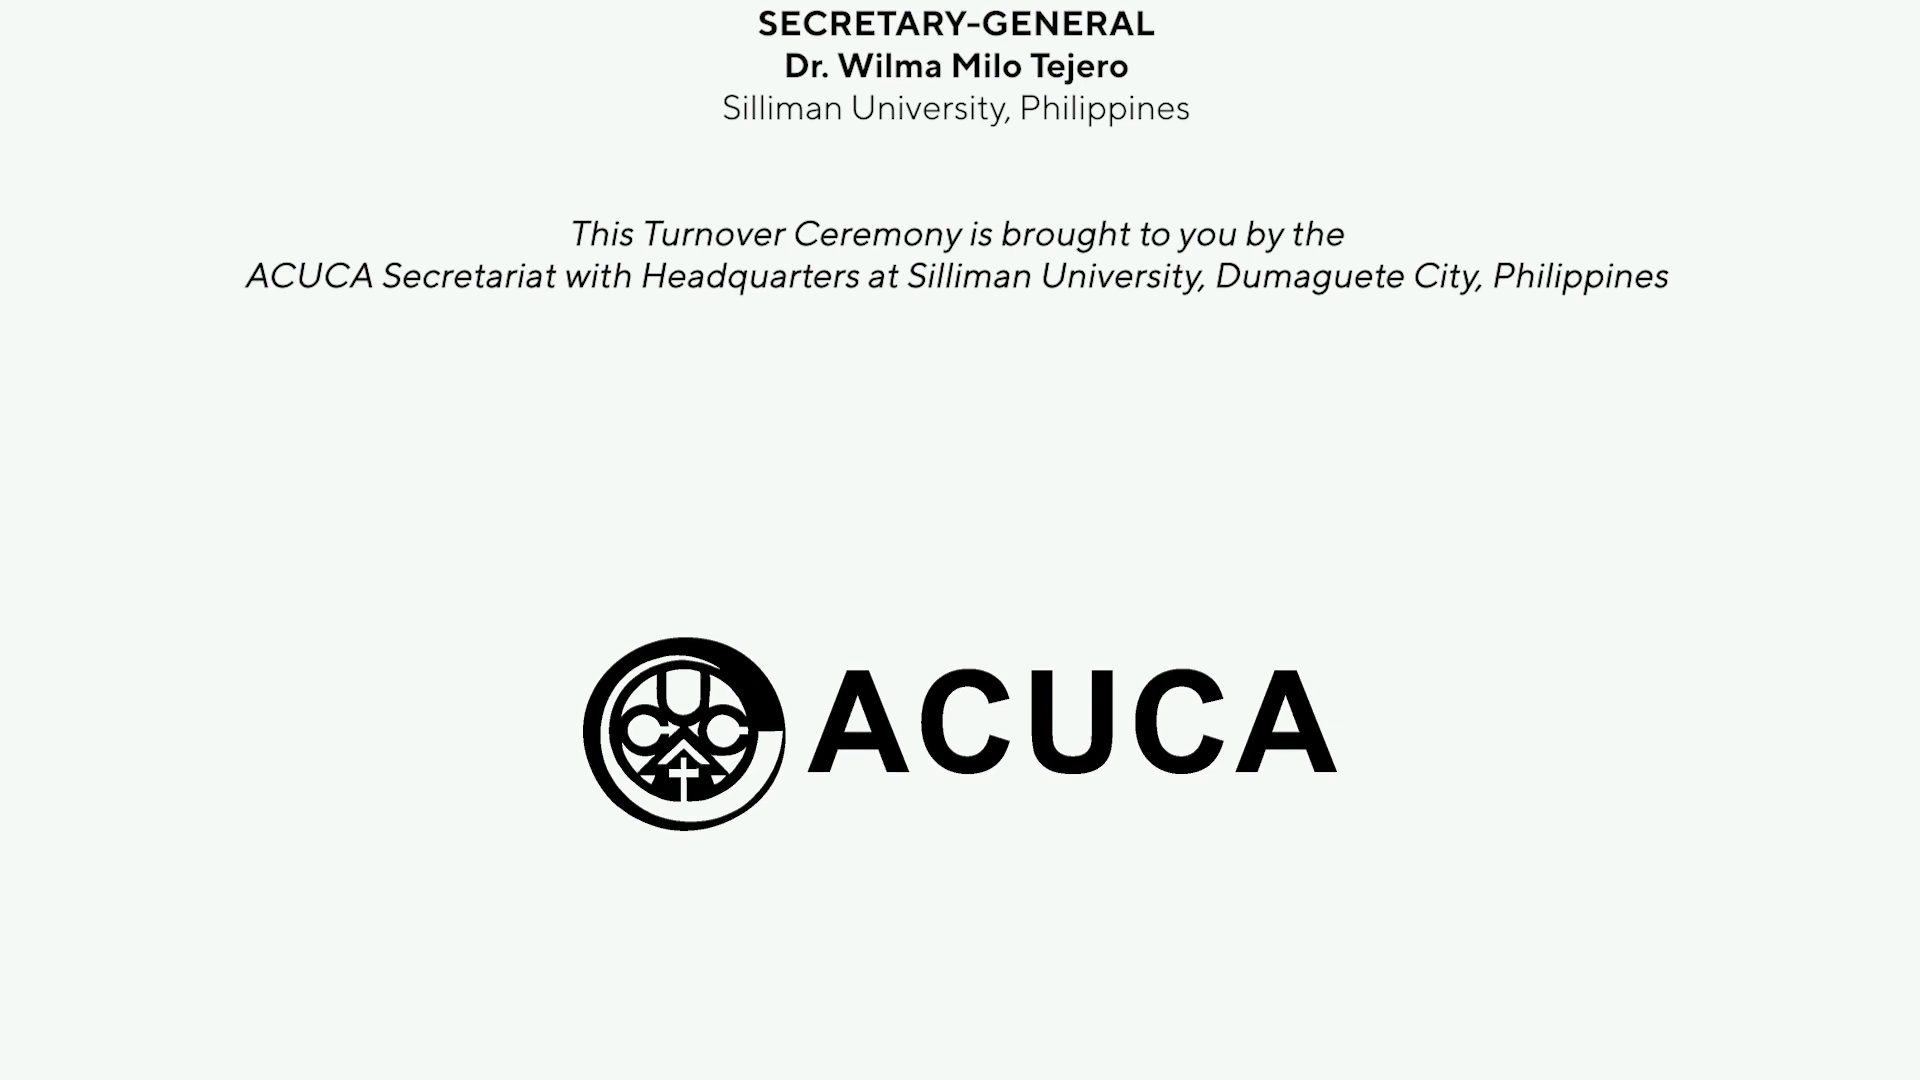 SECRETARY-GENERAL
Dr. Wilma Milo Tejero
Silliman University, Philippines
This Turnover Ceremony is brought to you by the
ACUCA Secretariat with Headquarters at Silliman University, Dumaguete City, Philippines
ACUCA